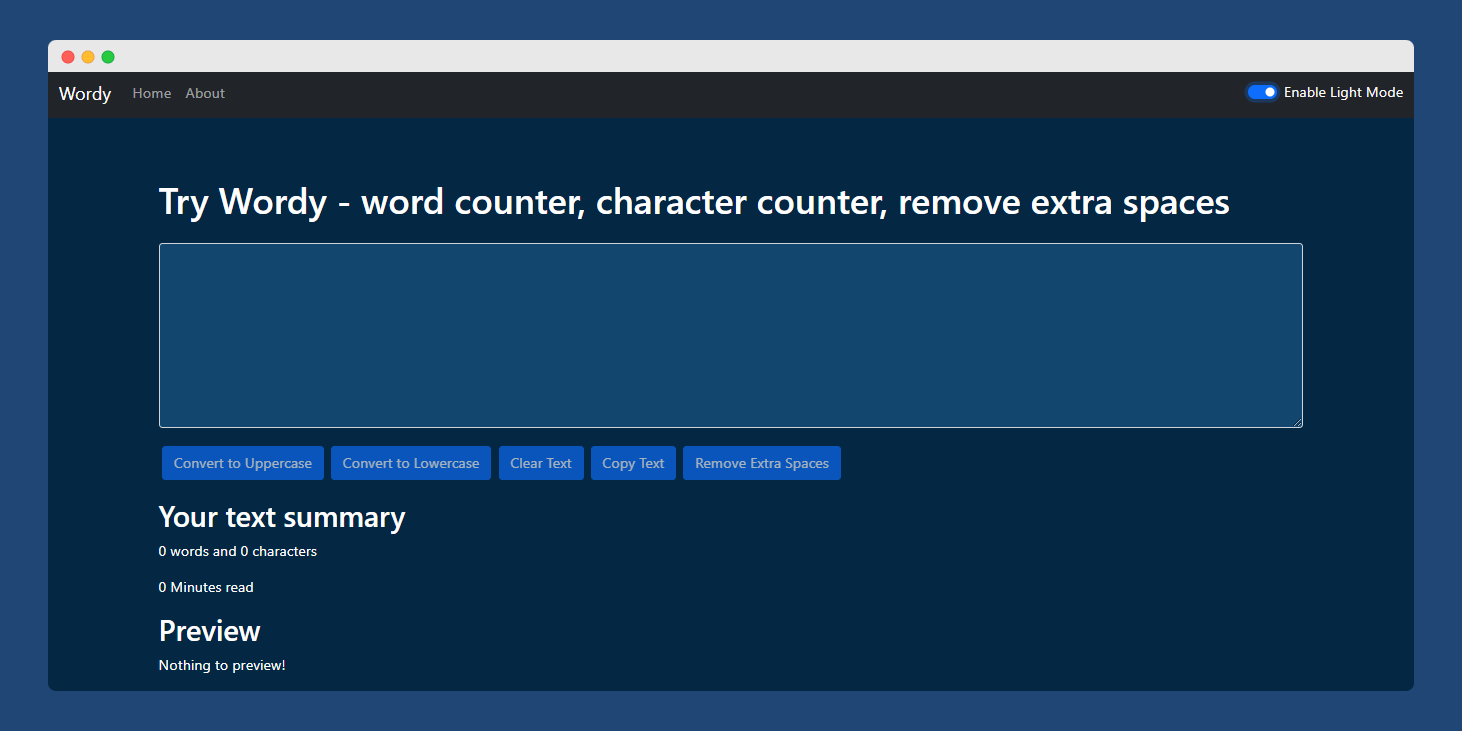 Wordy Home About Enable Light Mode
Try Wordy - word counter, character counter, remove extra spaces
Convert to Uppercase Convert to Lowercase Clear Text Copy Text Remove Extra Spaces
Your text summary
0 words and 0 characters
0 Minutes read
Preview
Nothing to preview!